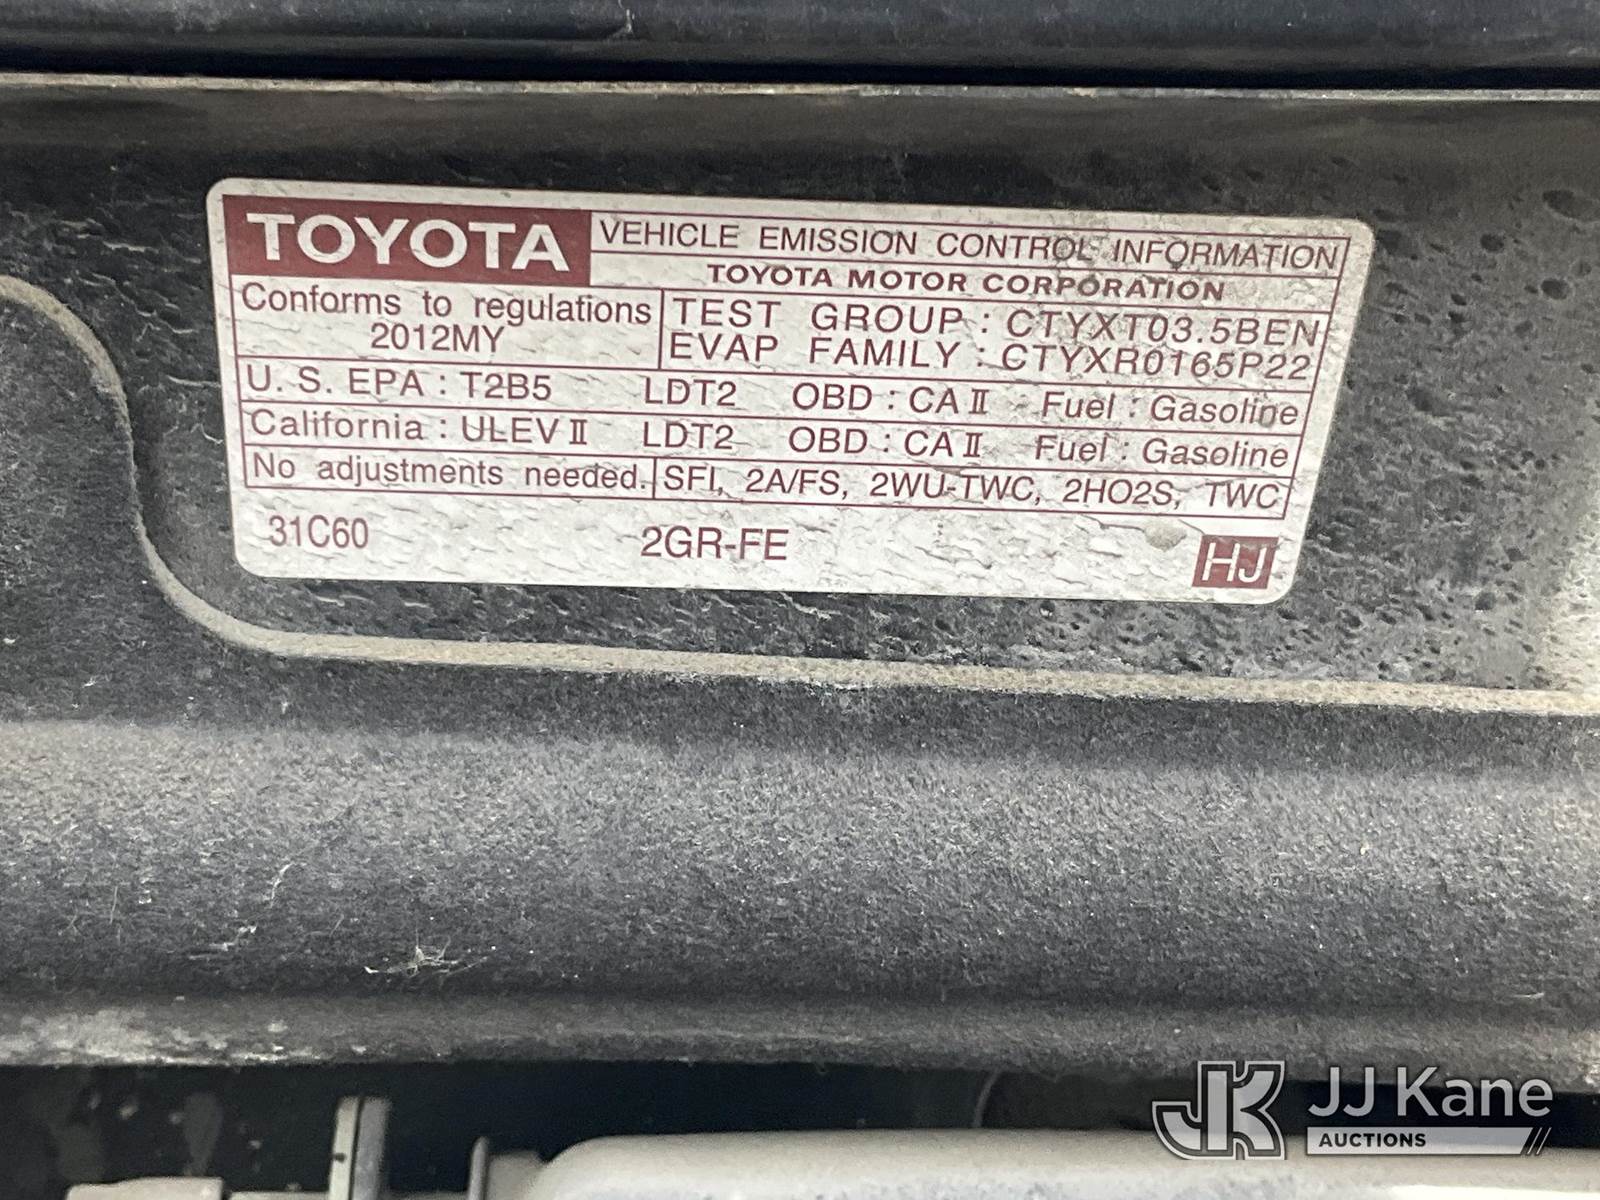 TOYOTA
VEHICLE EMISSION CONTROL INFORMATION
TOYOTA MOTOR CORPORATION
Conforms to regulations
2012MY
TEST GROUP : CTYXT03.5BEN
EVAP FAMILY : CTYXR0165P22
U.S. EPA : T2B5 LDT2 OBD : CA II Fuel : Gasoline
California : ULEV II LDT2 OBD : CA II Fuel : Gasoline
No adjustments needed. SFI, 2A/FS, 2WU-TWC, 2HO2S, TWC
31C60 2GR-FE HJ
JK JJ Kane
AUCTIONS